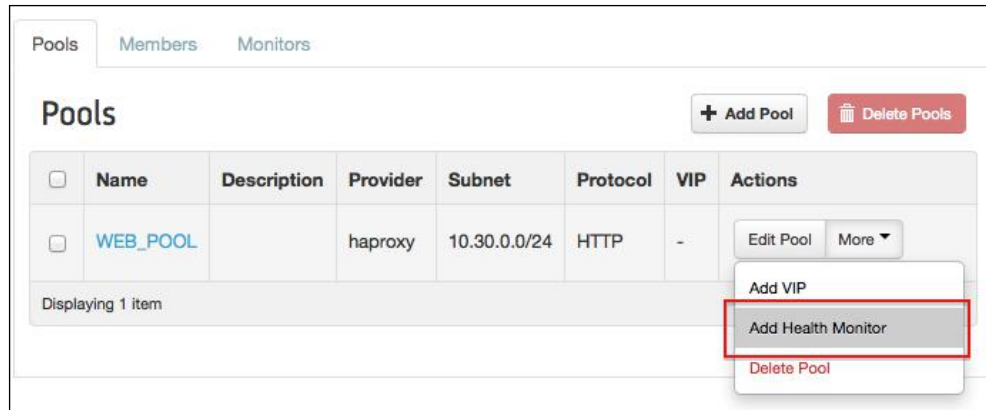 Pools Members Monitors
Pools + Add Pool Delete Pools
Name Description Provider Subnet Protocol VIP Actions
WEB_POOL haproxy 10.30.0.0/24 HTTP - Edit Pool More
Add VIP
Displaying 1 item
Add Health Monitor
Delete Pool